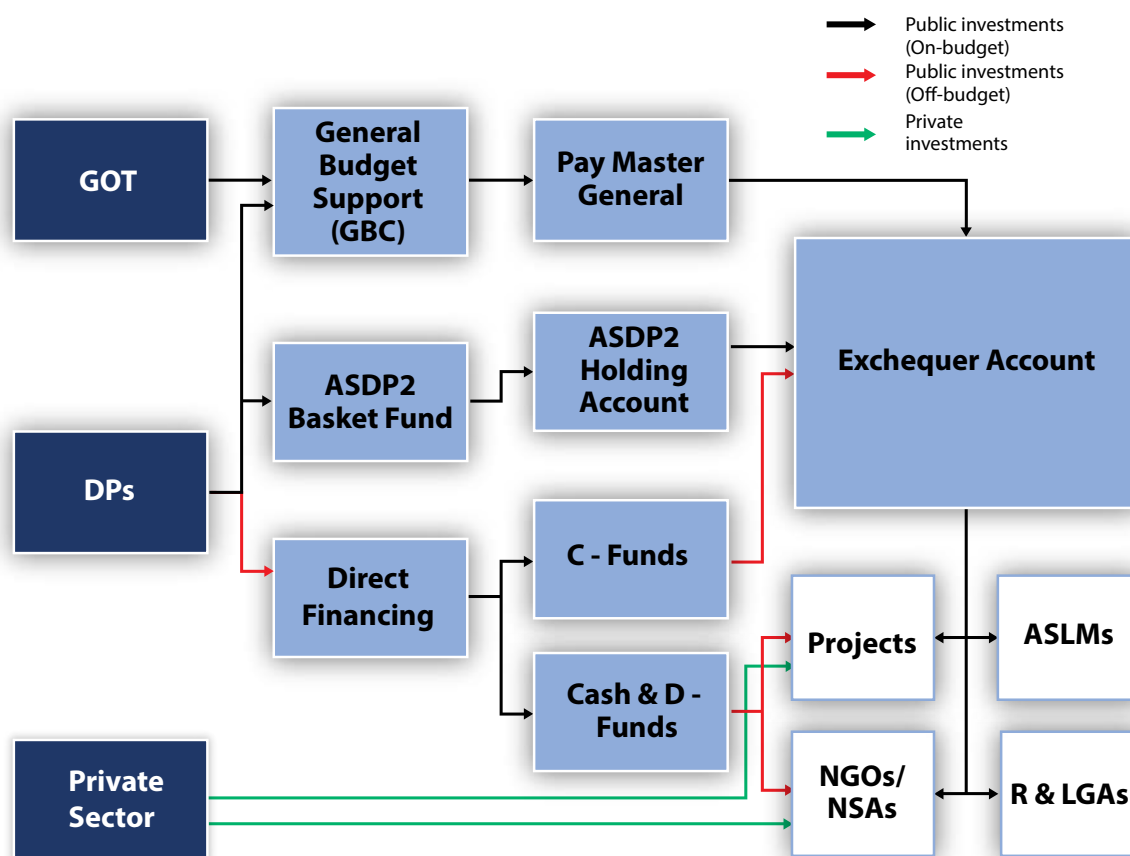 Public investments
(On-budget)
Public investments
(Off-budget)
Private
investments
GOT
General
Budget
Support
(GBC)
Pay Master
General
Exchequer Account
ASDP2
Basket Fund
ASDP2
Holding
Account
DPs
Direct
Financing
C - Funds
Cash & D -
Funds
Projects
ASLMs
Private
Sector
NGOs/
NSAs
R & LGAs